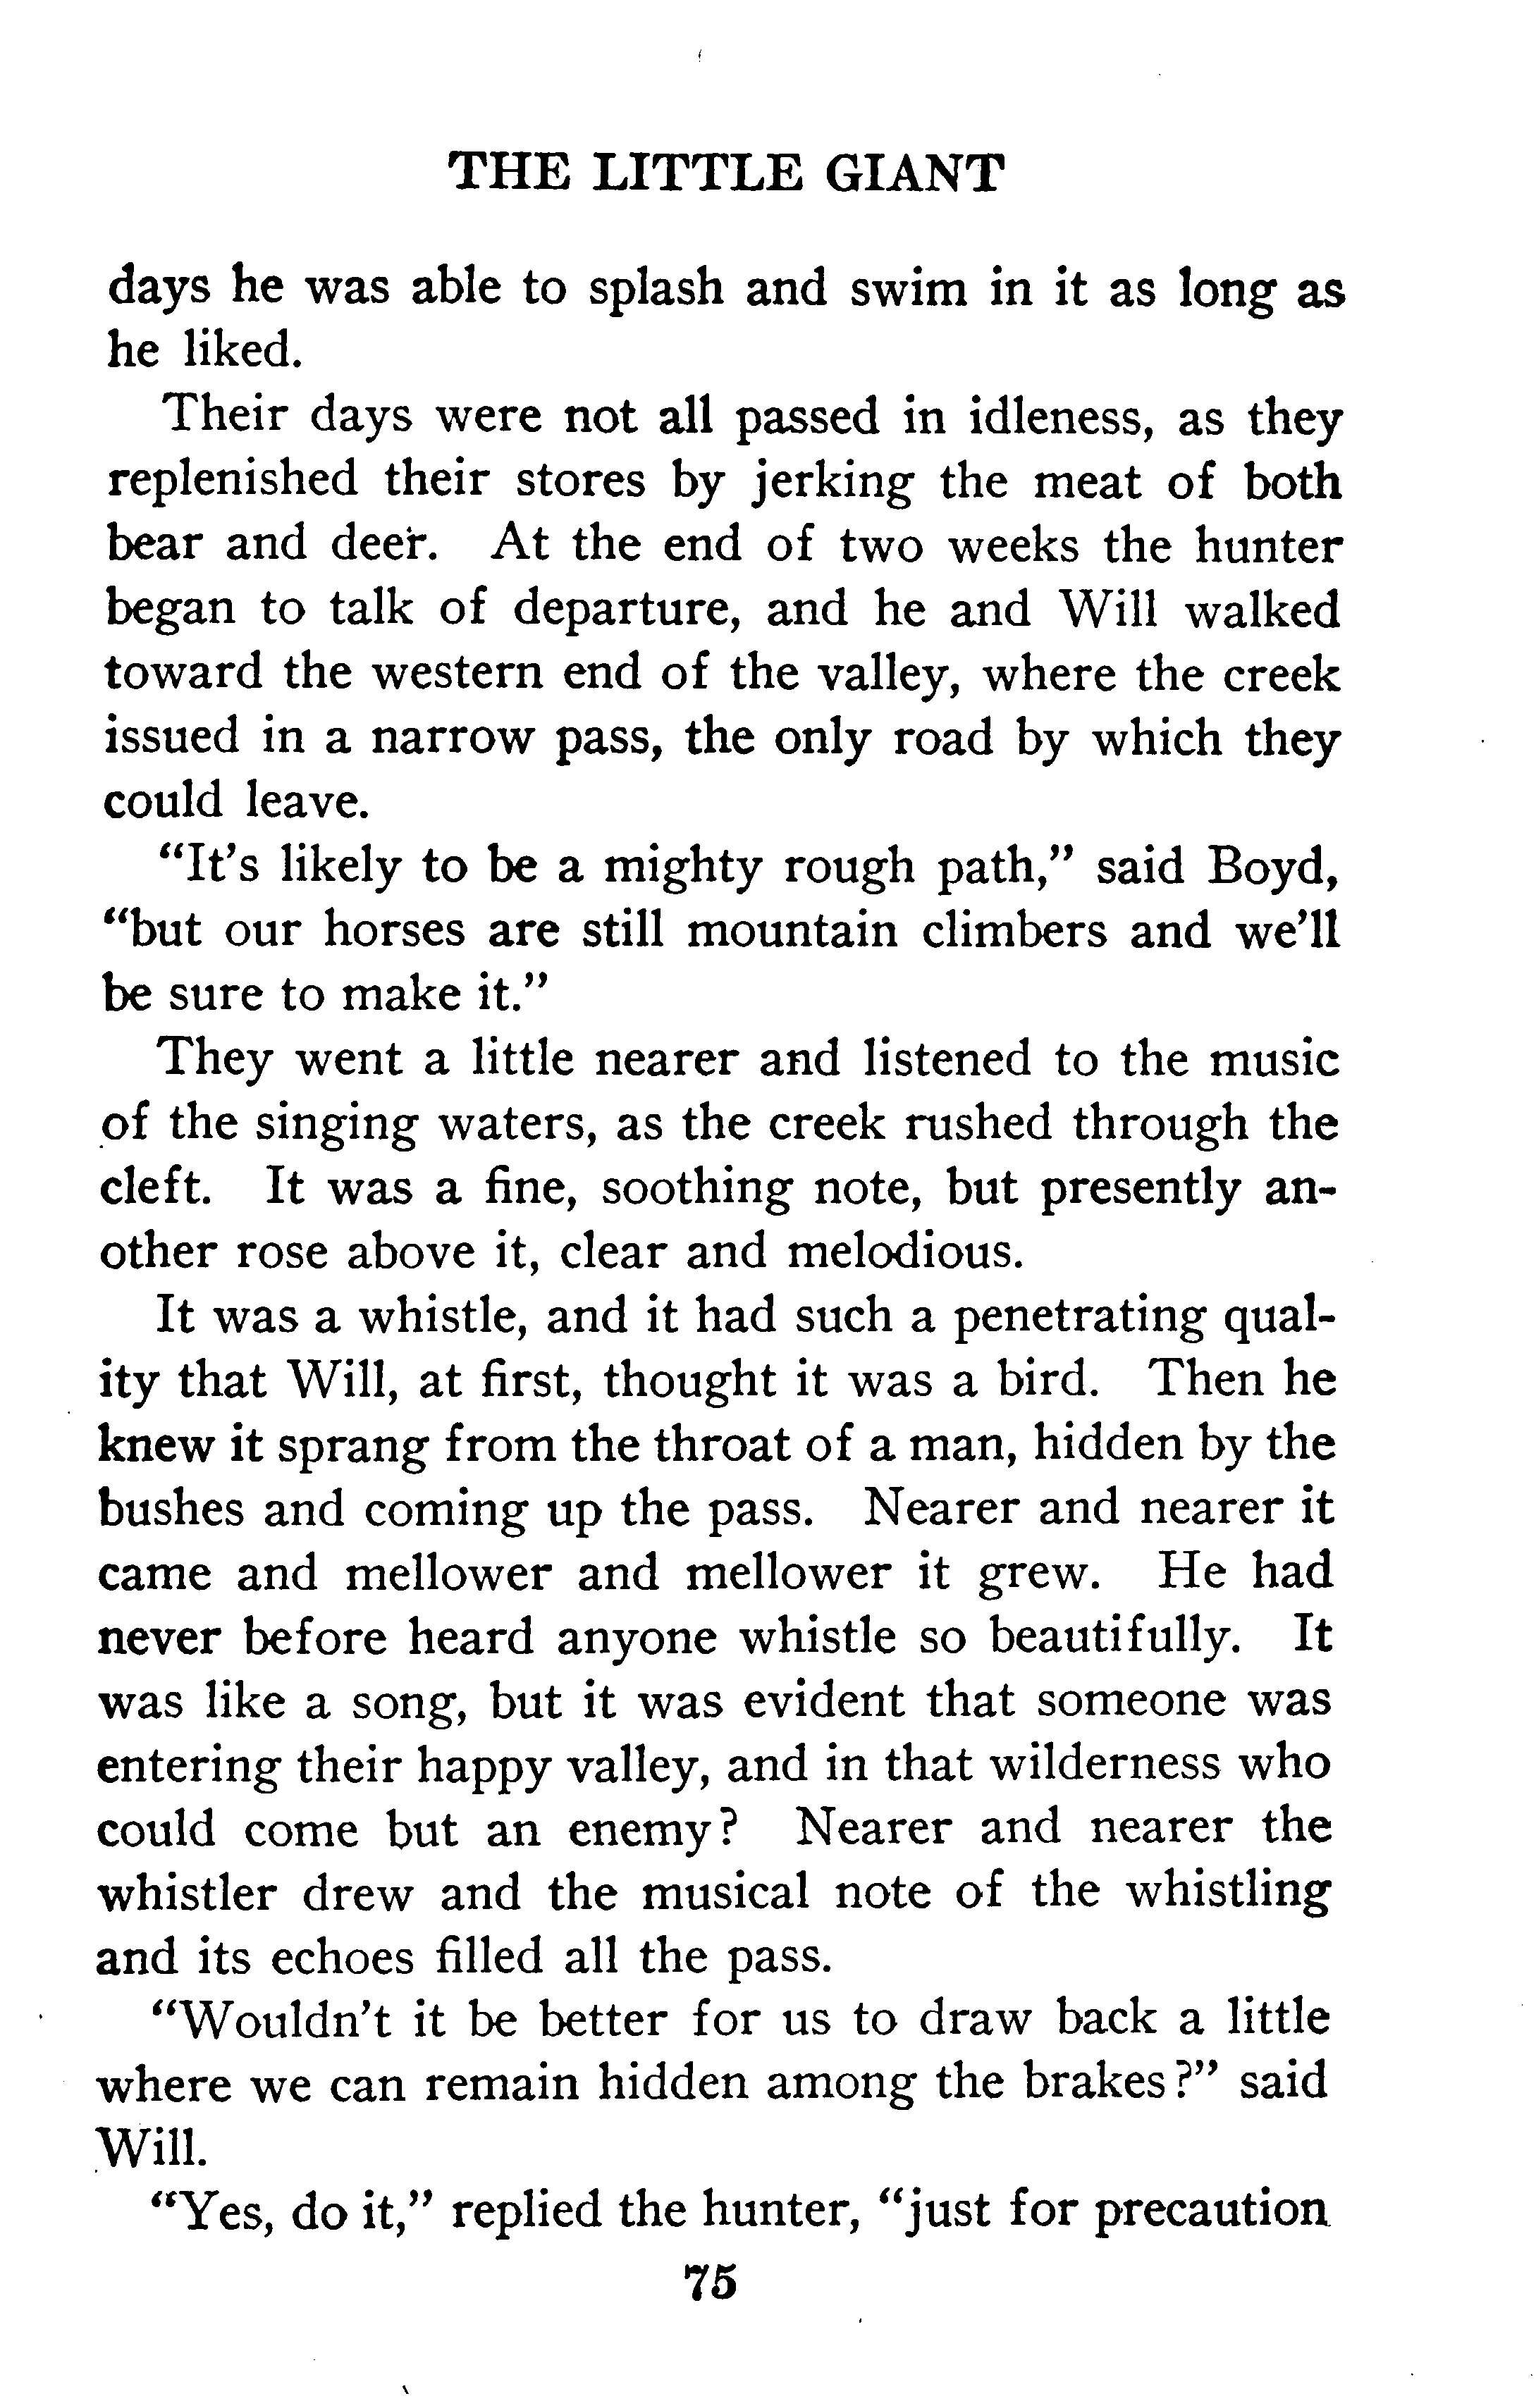 THE LITTLE GIANT
days he was able to splash and swim in it as long as
he liked.
Their days were not all passed in idleness, as they
replenished their stores by jerking the meat of both
bear and deer. At the end of two weeks the hunter
began to talk of departure, and he and Will walked
toward the western end of the valley, where the creek
issued in a narrow pass, the only road by which they
could leave.
“It’s likely to be a mighty rough path,” said Boyd,
“but our horses are still mountain climbers and we’ll
be sure to make it.”
They went a little nearer and listened to the music
of the singing waters, as the creek rushed through the
cleft. It was a fine, soothing note, but presently an-
other rose above it, clear and melodious.
It was a whistle, and it had such a penetrating qual-
ity that Will, at first, thought it was a bird. Then he
knew it sprang from the throat of a man, hidden by the
bushes and coming up the pass. Nearer and nearer it
came and mellower and mellower it grew. He had
never before heard anyone whistle so beautifully. It
was like a song, but it was evident that someone was
entering their happy valley, and in that wilderness who
could come but an enemy? Nearer and nearer the
whistler drew and the musical note of the whistling
and its echoes filled all the pass.
“Wouldn’t it be better for us to draw back a little
where we can remain hidden among the brakes?” said
Will.
“Yes, do it,” replied the hunter, “just for precaution
75